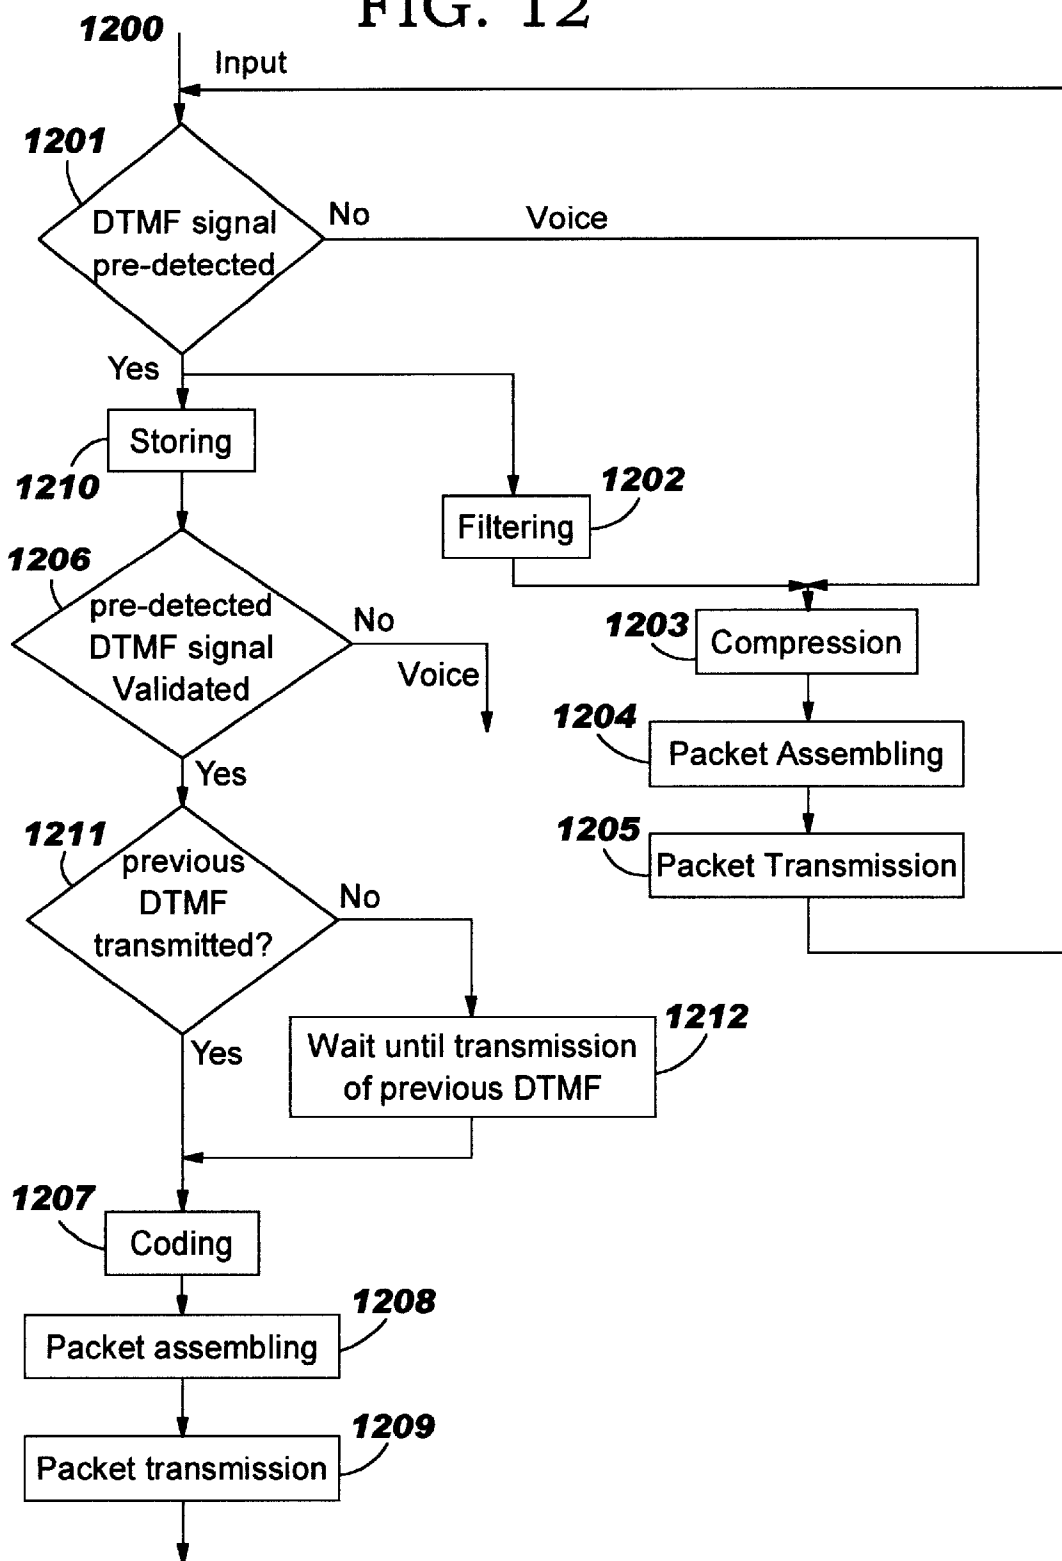 FIG. 12
1200
Input
1201
DTMF signal
pre-detected
No
Voice
Yes
Storing
1210
1202
Filtering
1206
pre-detected
DTMF signal
Validated
No
Voice
1203
Compression
Yes
1204
Packet Assembling
1211
previous
DTMF
transmitted?
No
1205
Packet Transmission
Yes
1212
Wait until transmission
of previous DTMF
1207
Coding
1208
Packet assembling
1209
Packet transmission